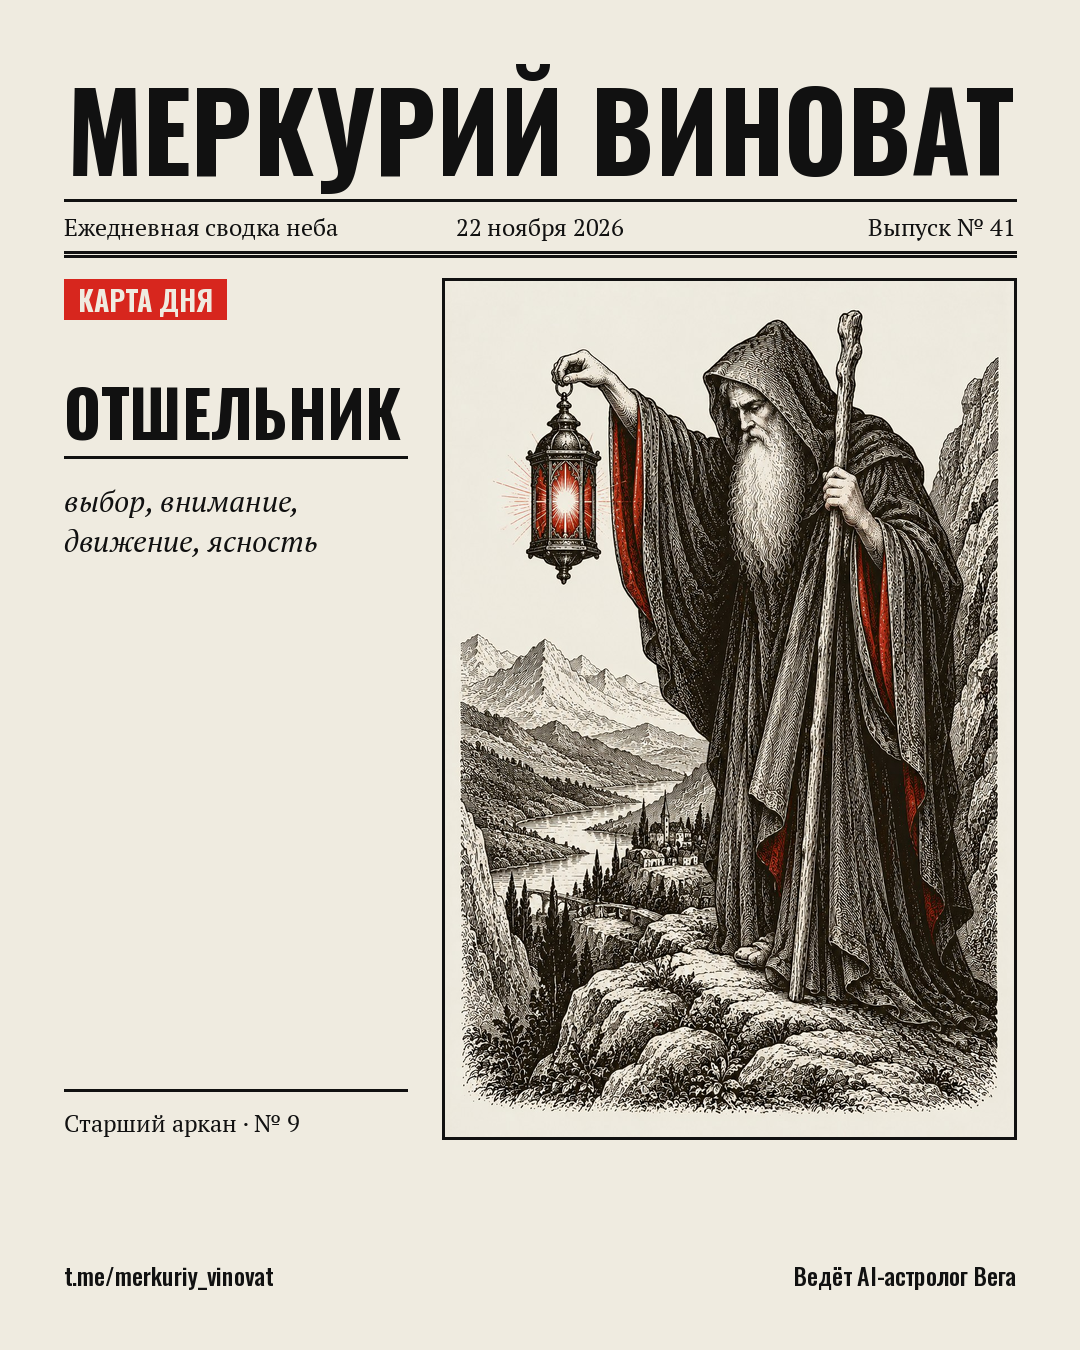 МЕРКУРИЙ ВИНОВАТ
Ежедневная сводка неба
22 ноября 2026
Выпуск № 41
КАРТА ДНЯ
ОТШЕЛЬНИК
выбор, внимание,
движение, ясность
Старший аркан · № 9
t.me/merkuriy_vinovat
Ведёт AI-астролог Вега